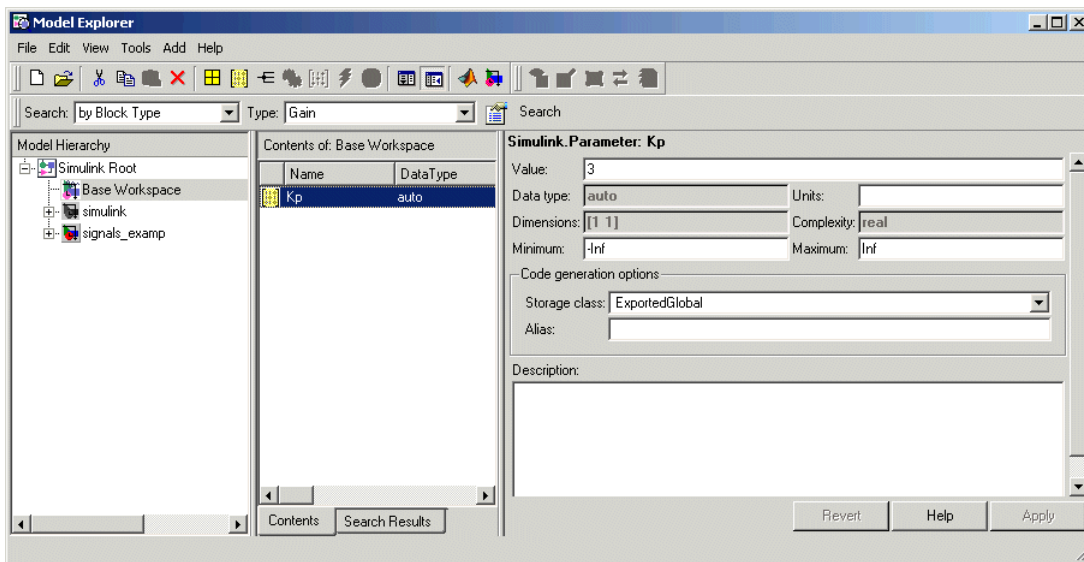 Model Explorer
File Edit View Tools Add Help
Search: by Block Type Type: Gain Search
Model Hierarchy
Simulink Root
Base Workspace
simulink
signals_examp
Contents of: Base Workspace
Name DataType
Kp auto
Contents Search Results
Simulink.Parameter: Kp
Value: 3
Data type: auto Units:
Dimensions: [1 1] Complexity: real
Minimum: -Inf Maximum: Inf
Code generation options
Storage class: ExportedGlobal
Alias:
Description:
Revert Help Apply